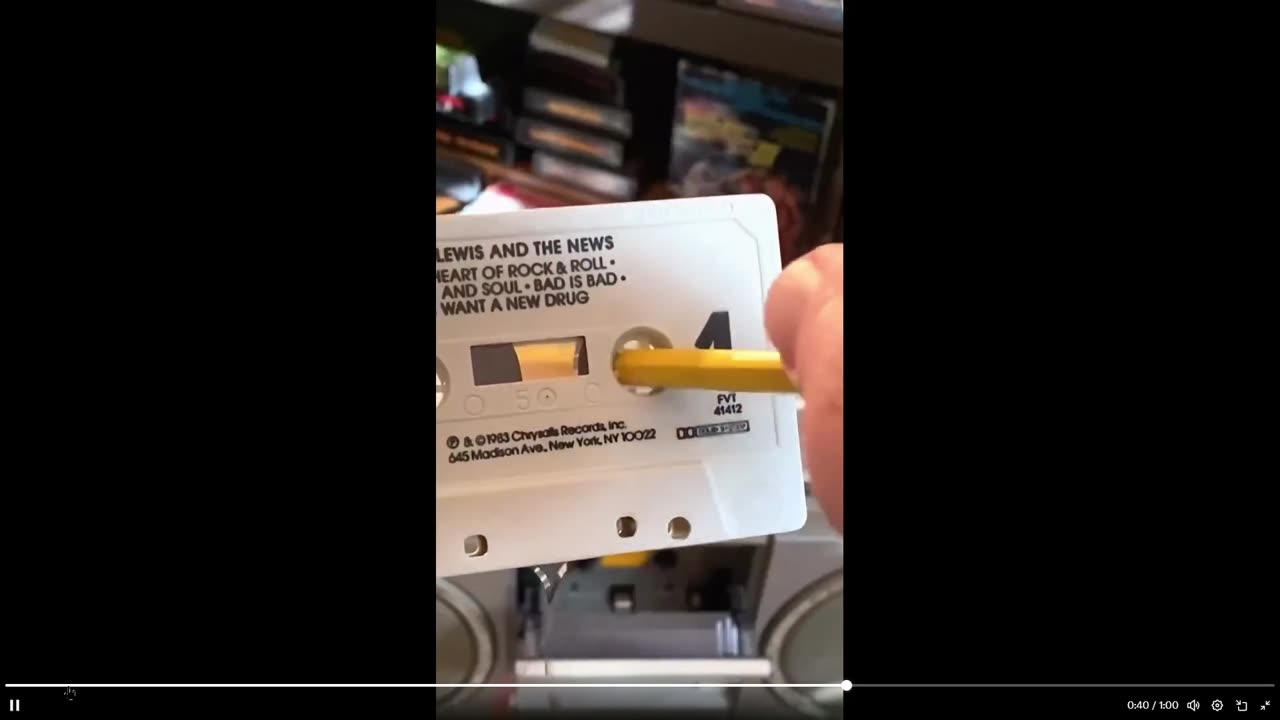 LEWIS AND THE NEWS
HEART OF ROCK & ROLL •
AND SOUL • BAD IS BAD •
WANT A NEW DRUG
1
50
FVT
41412
℗ & ©1983 Chrysalis Records, Inc.
645 Madison Ave., New York, NY 10022
0:40 / 1:00